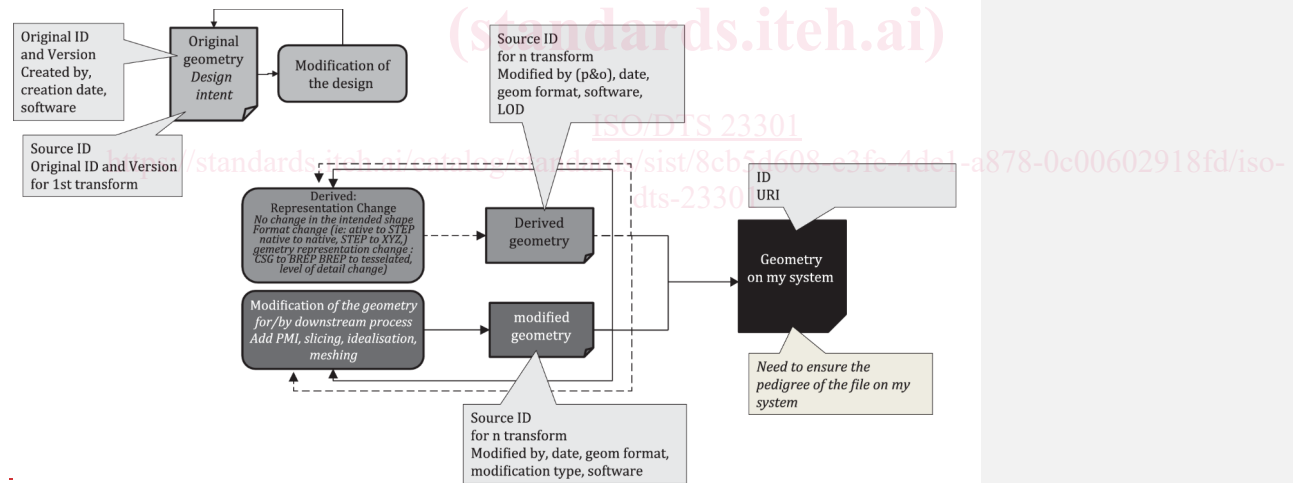 (standards.iteh.ai)
ISO/DTS 23301
https://standards.iteh.ai/catalog/standards/sist/8cb5d608-e3fe-4de1-a878-0c00602918fd/iso-
dts-23301
Original ID
and Version
Created by,
creation date,
software
Original
geometry
Design
intent
Modification of
the design
Source ID
Original ID and Version
for 1st transform
Source ID
for n transform
Modified by (p&o), date,
geom format, software,
LOD
Derived:
Representation Change
No change in the intended shape
Format change (ie: ative to STEP
native to native, STEP to XYZ,)
gemetry representation change :
CSG to BREP BREP to tesselated,
level of detail change)
Derived
geometry
ID
URI
Geometry
on my system
Modification of the geometry
for/by downstream process
Add PMI, slicing, idealisation,
meshing
modified
geometry
Need to ensure the
pedigree of the file on my
system
Source ID
for n transform
Modified by, date, geom format,
modification type, software